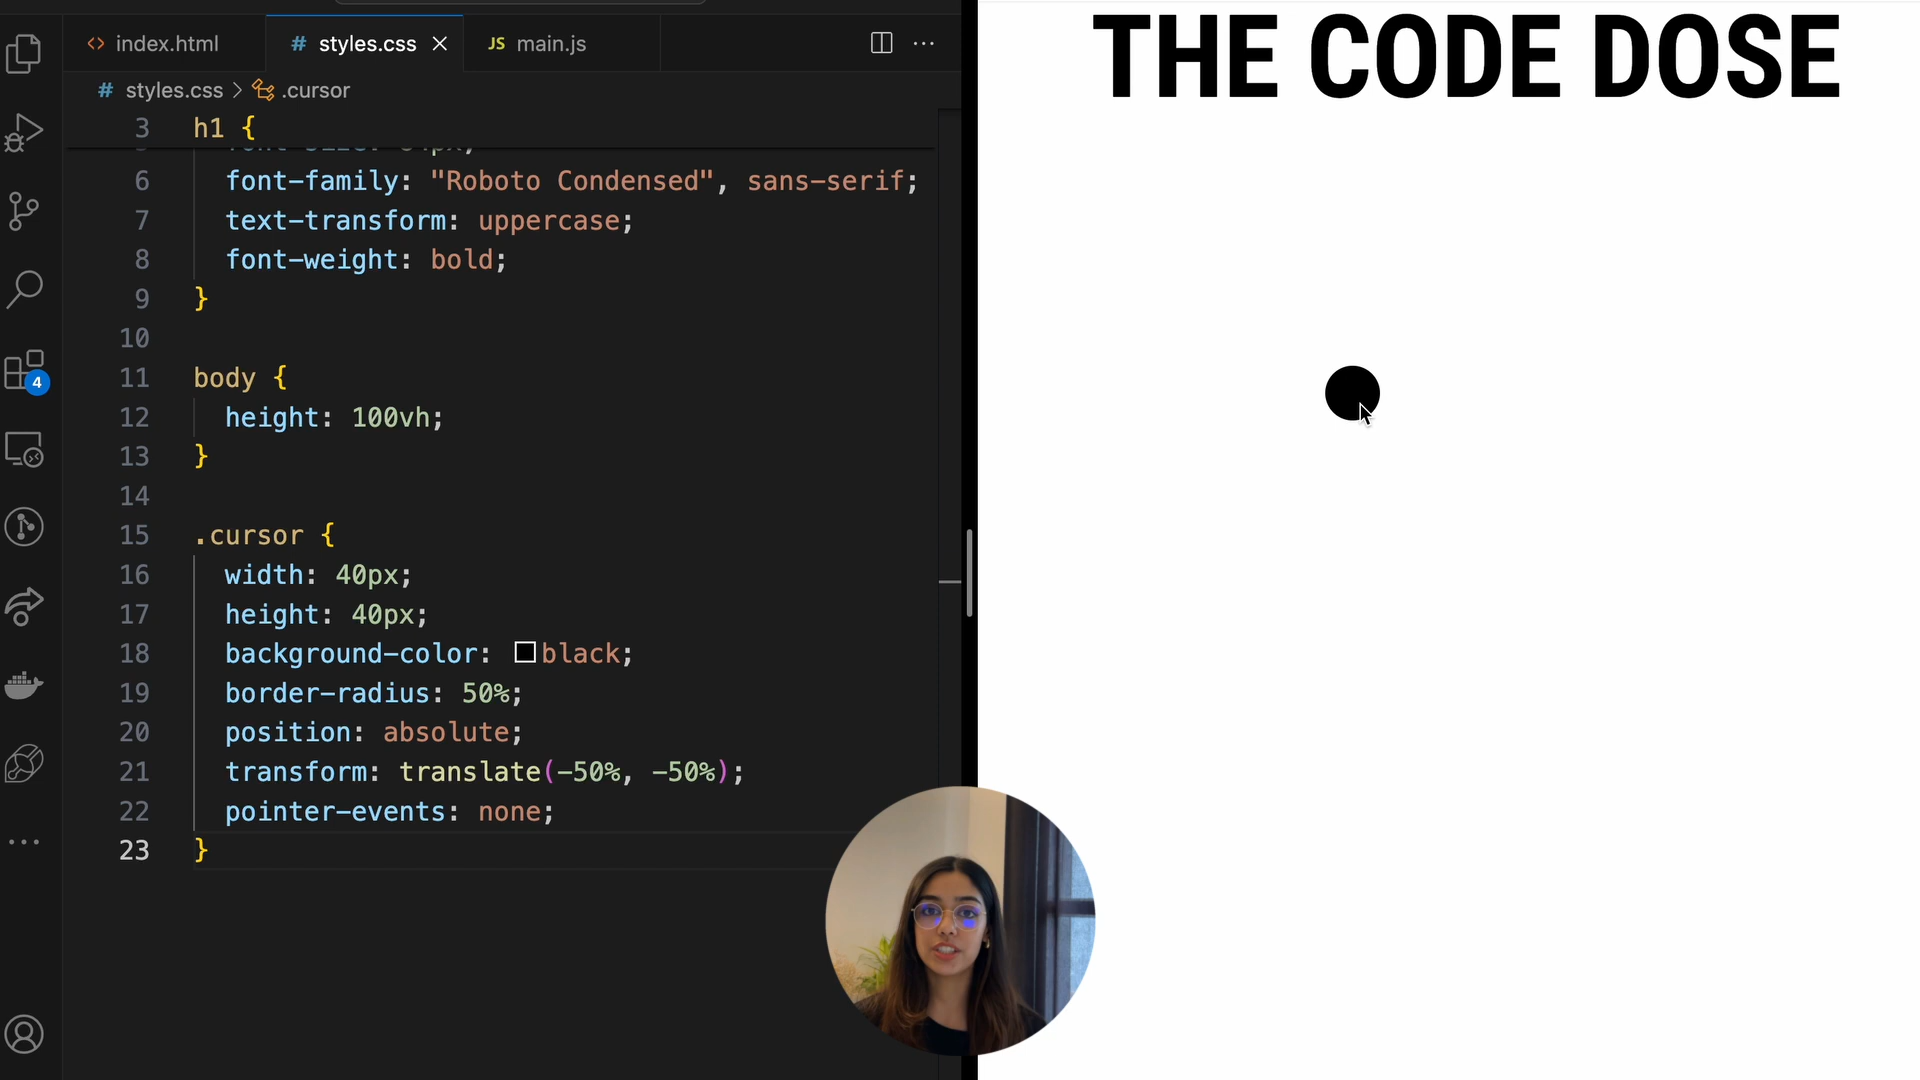 index.html
styles.css
JS main.js
styles.css > .cursor
3 h1 {
6 font-family: "Roboto Condensed", sans-serif;
7 text-transform: uppercase;
8 font-weight: bold;
9 }
10
11 body {
12 height: 100vh;
13 }
14
15 .cursor {
16 width: 40px;
17 height: 40px;
18 background-color: black;
19 border-radius: 50%;
20 position: absolute;
21 transform: translate(-50%, -50%);
22 pointer-events: none;
23 }
4
THE CODE DOSE